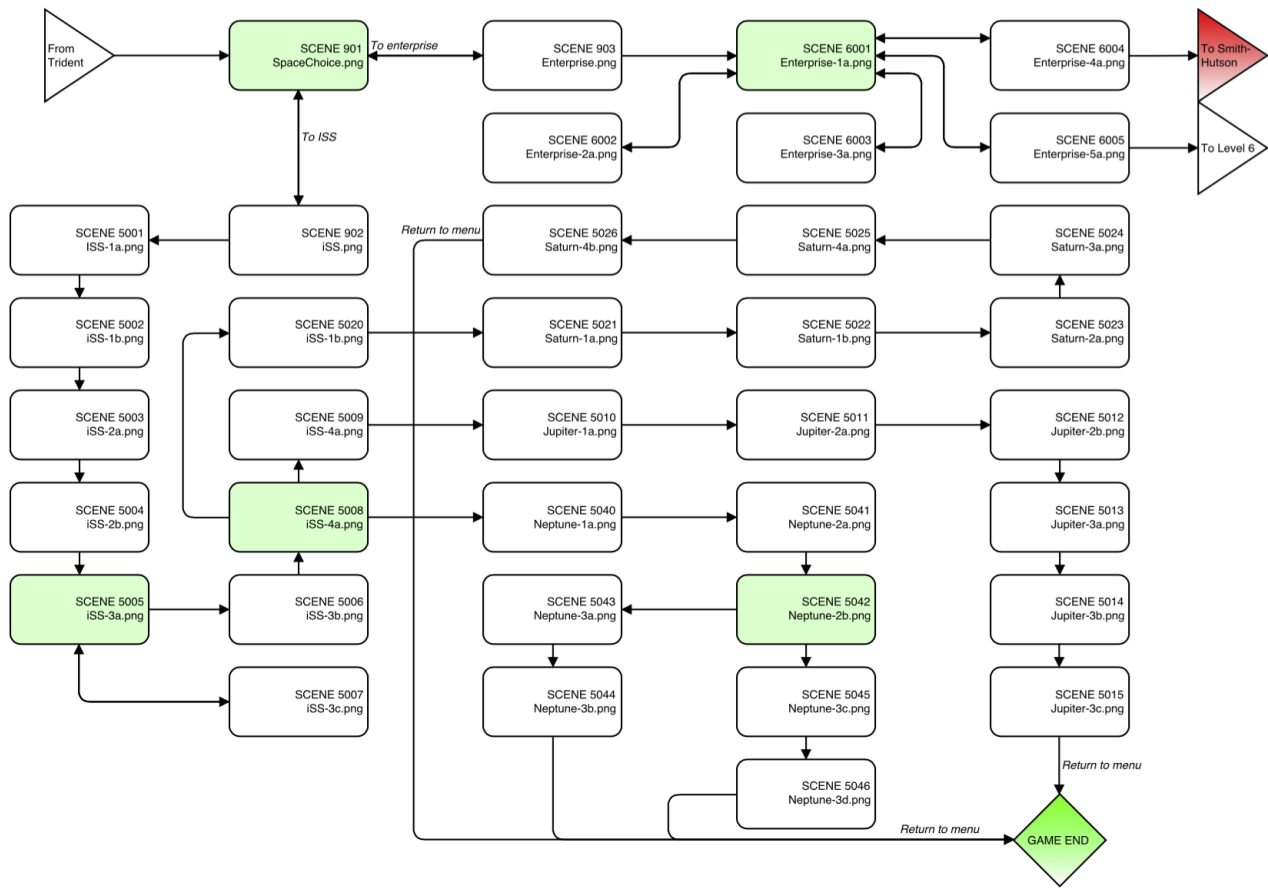 From
Trident
SCENE 901
SpaceChoice.png
To enterprise
SCENE 903
Enterprise.png
SCENE 6001
Enterprise-1a.png
SCENE 6004
Enterprise-4a.png
To Smith-
Hutson
To ISS
SCENE 6002
Enterprise-2a.png
SCENE 6003
Enterprise-3a.png
SCENE 6005
Enterprise-5a.png
To Level 6
SCENE 5001
ISS-1a.png
SCENE 902
iSS.png
Return to menu
SCENE 5026
Saturn-4b.png
SCENE 5025
Saturn-4a.png
SCENE 5024
Saturn-3a.png
SCENE 5002
iSS-1b.png
SCENE 5020
iSS-1b.png
SCENE 5021
Saturn-1a.png
SCENE 5022
Saturn-1b.png
SCENE 5023
Saturn-2a.png
SCENE 5003
iSS-2a.png
SCENE 5009
iSS-4a.png
SCENE 5010
Jupiter-1a.png
SCENE 5011
Jupiter-2a.png
SCENE 5012
Jupiter-2b.png
SCENE 5004
iSS-2b.png
SCENE 5008
iSS-4a.png
SCENE 5040
Neptune-1a.png
SCENE 5041
Neptune-2a.png
SCENE 5013
Jupiter-3a.png
SCENE 5005
iSS-3a.png
SCENE 5006
iSS-3b.png
SCENE 5043
Neptune-3a.png
SCENE 5042
Neptune-2b.png
SCENE 5014
Jupiter-3b.png
SCENE 5007
iSS-3c.png
SCENE 5044
Neptune-3b.png
SCENE 5045
Neptune-3c.png
SCENE 5015
Jupiter-3c.png
Return to menu
SCENE 5046
Neptune-3d.png
Return to menu
GAME END